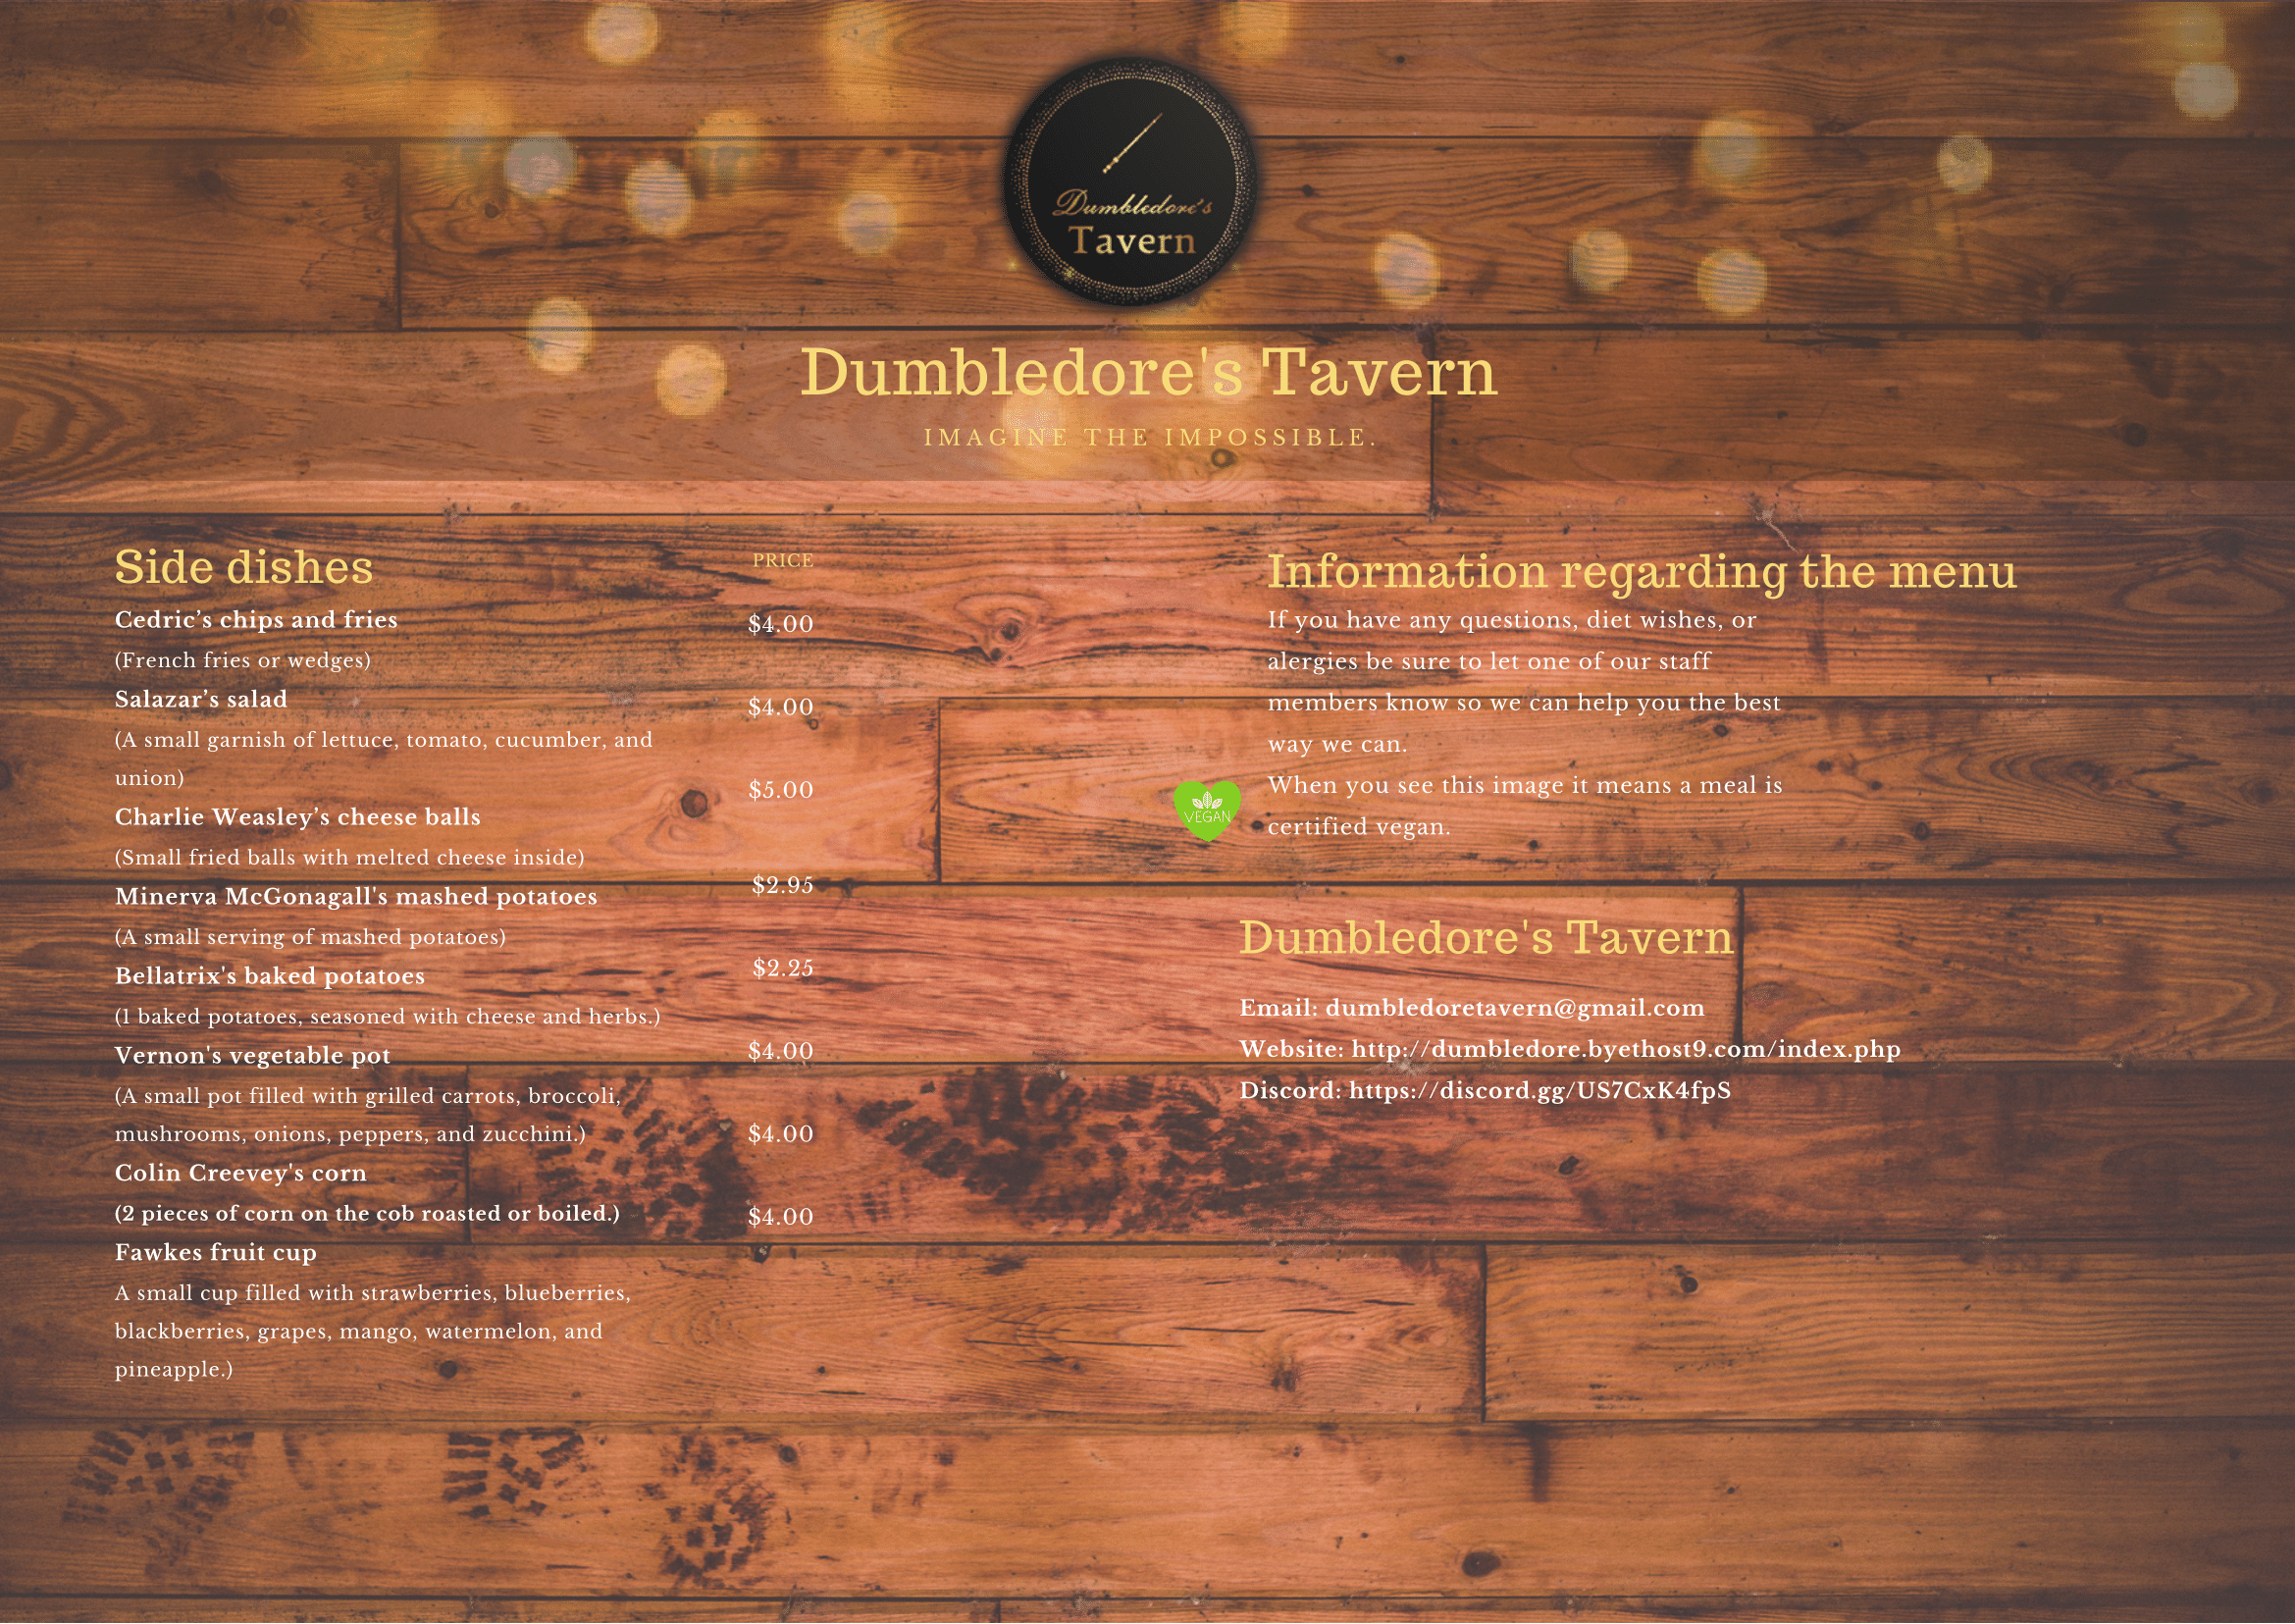 Dumbledore's
Tavern
Dumbledore's Tavern
IMAGINE THE IMPOSSIBLE.
Side dishes
PRICE
Cedric’s chips and fries
$4.00
(French fries or wedges)
Salazar’s salad
$4.00
(A small garnish of lettuce, tomato, cucumber, and
union)
$5.00
Charlie Weasley’s cheese balls
(Small fried balls with melted cheese inside)
$2.95
Minerva McGonagall's mashed potatoes
(A small serving of mashed potatoes)
$2.25
Bellatrix's baked potatoes
(1 baked potatoes, seasoned with cheese and herbs.)
Vernon's vegetable pot
$4.00
(A small pot filled with grilled carrots, broccoli,
mushrooms, onions, peppers, and zucchini.)
$4.00
Colin Creevey's corn
(2 pieces of corn on the cob roasted or boiled.)
$4.00
Fawkes fruit cup
A small cup filled with strawberries, blueberries,
blackberries, grapes, mango, watermelon, and
pineapple.)
Information regarding the menu
If you have any questions, diet wishes, or
alergies be sure to let one of our staff
members know so we can help you the best
way we can.
When you see this image it means a meal is
certified vegan.
VEGAN
Dumbledore's Tavern
Email: dumbledoretavern@gmail.com
Website: http://dumbledore.byethost9.com/index.php
Discord: https://discord.gg/US7CxK4fpS